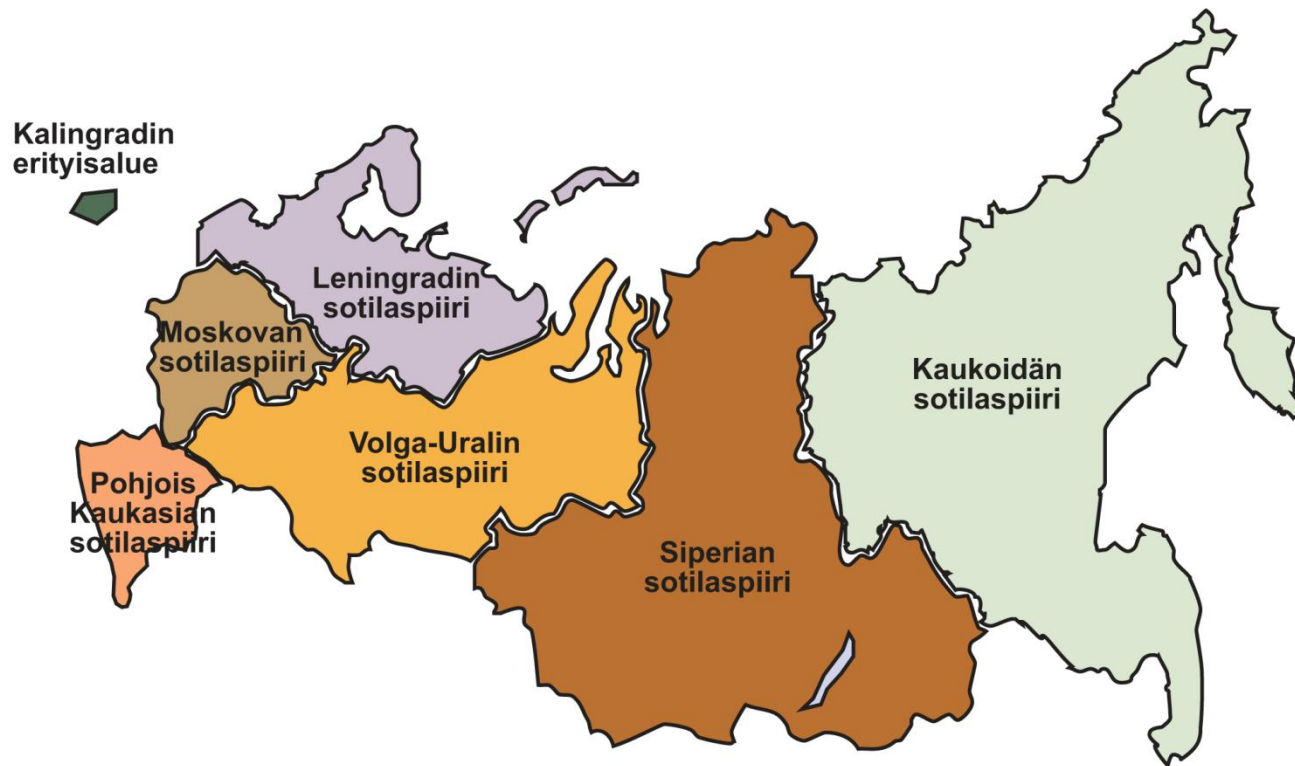 Kalingradin
erityisalue
Leningradin
sotilaspiiri
Moskovan
sotilaspiiri
Kaukoidän
sotilaspiiri
Volga-Uralin
sotilaspiiri
Pohjois
Kaukasian
sotilaspiiri
Siperian
sotilaspiiri